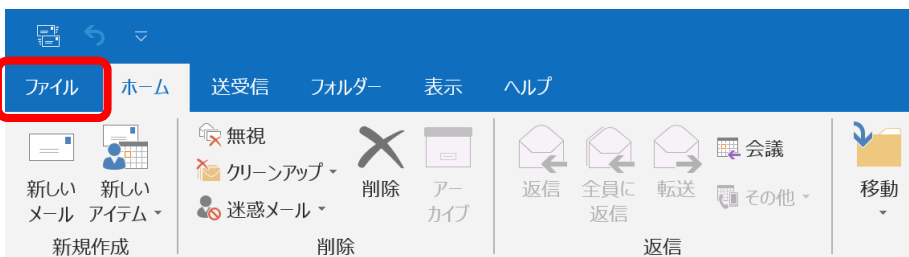 ファイル
ホーム
送受信
フォルダー
表示
ヘルプ
新しい
メール
新しい
アイテム
新規作成
無視
クリーンアップ
迷惑メール
削除
アー
カイブ
削除
返信
全員に
返信
転送
会議
その他
返信
移動